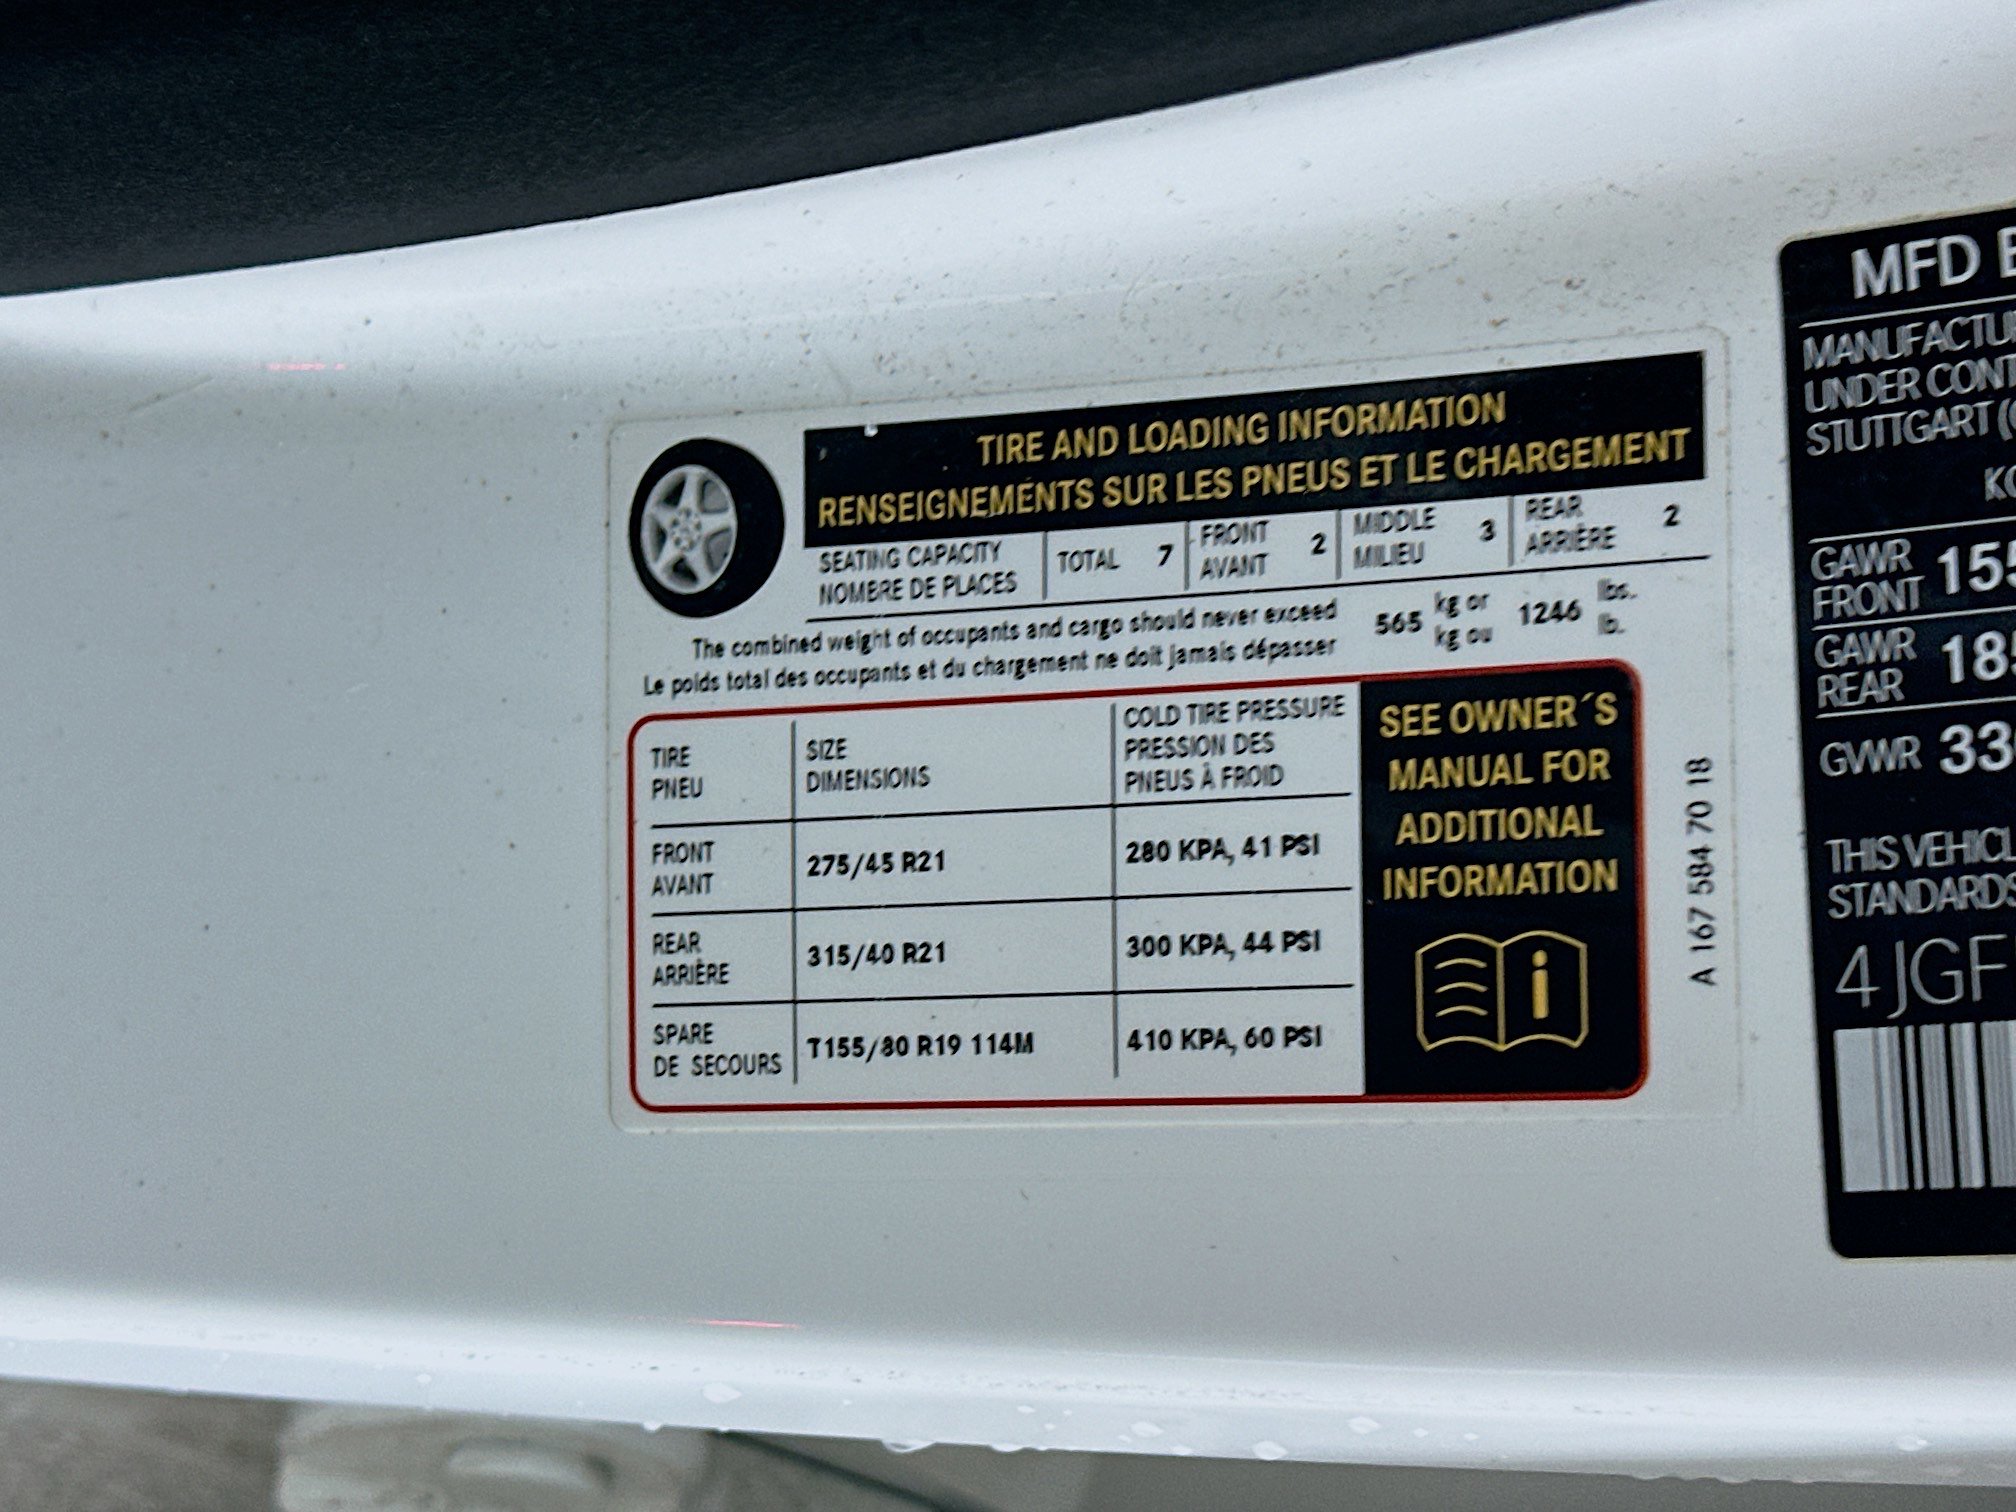 TIRE AND LOADING INFORMATION
RENSEIGNEMENTS SUR LES PNEUS ET LE CHARGEMENT
SEATING CAPACITY TOTAL 7 FRONT 2 MIDDLE 3 REAR 2
NOMBRE DE PLACES AVANT MILIEU ARRIÈRE
The combined weight of occupants and cargo should never exceed 565 kg or 1246 lbs.
Le poids total des occupants et du chargement ne doit jamais dépasser kg ou lb.
TIRE SIZE COLD TIRE PRESSURE
PNEU DIMENSIONS PRESSION DES
PNEUS À FROID
FRONT 275/45 R21 280 KPA, 41 PSI
AVANT
REAR 315/40 R21 300 KPA, 44 PSI
ARRIÈRE
SPARE T155/80 R19 114M 410 KPA, 60 PSI
DE SECOURS
SEE OWNER´S
MANUAL FOR
ADDITIONAL
INFORMATION
i
A 167 584 70 18
MFD
UNDER
STUTTGART
GAWR
FRONT
GAWR
REAR
GVWR
THIS
4JGF